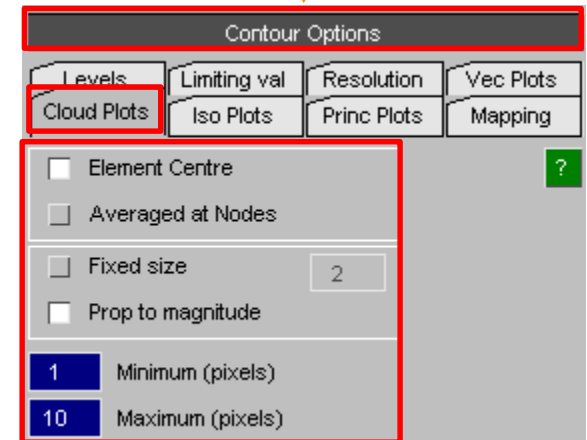 Contour Options
Levels Limiting val Resolution Vec Plots
Cloud Plots Iso Plots Princ Plots Mapping
Element Centre ?
Averaged at Nodes
Fixed size 2
Prop to magnitude
1 Minimum (pixels)
10 Maximum (pixels)